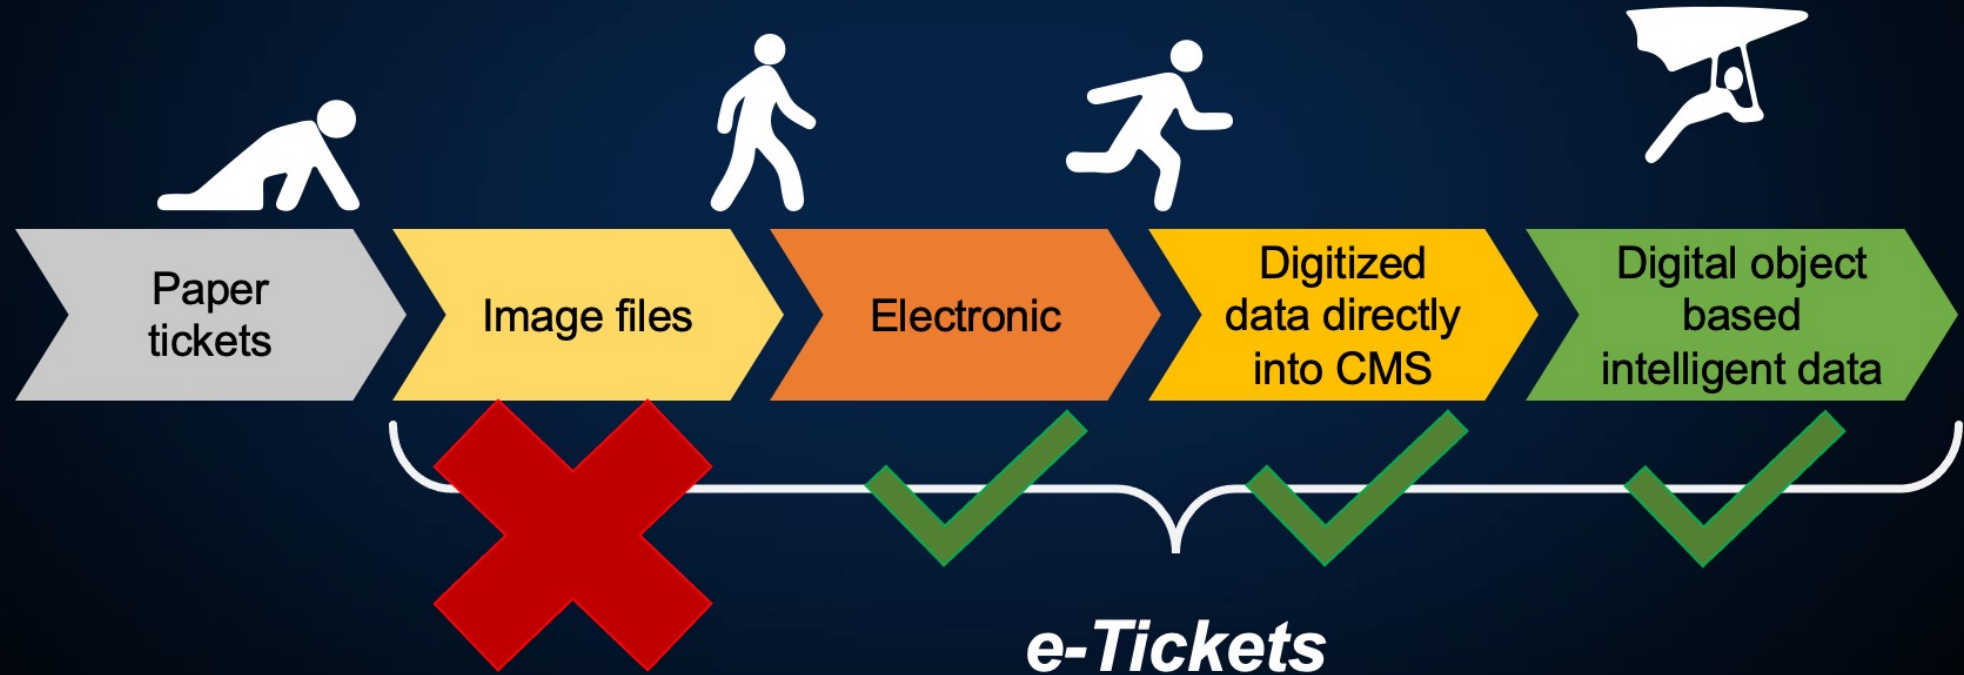 Paper
tickets
Image files
Electronic
Digitized
data directly
into CMS
Digital object
based
intelligent data
e-Tickets